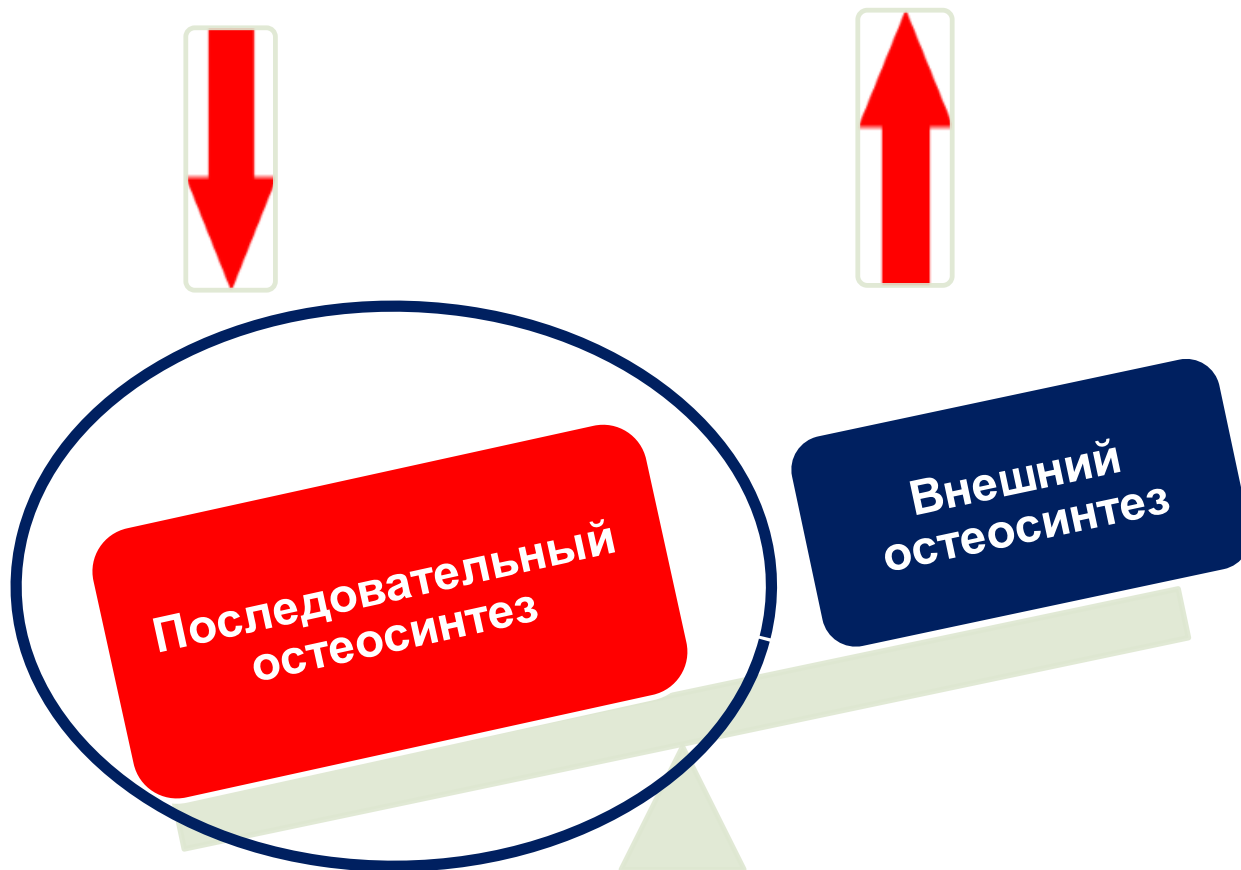 Последовательный
остеосинтез
Внешний
остеосинтез